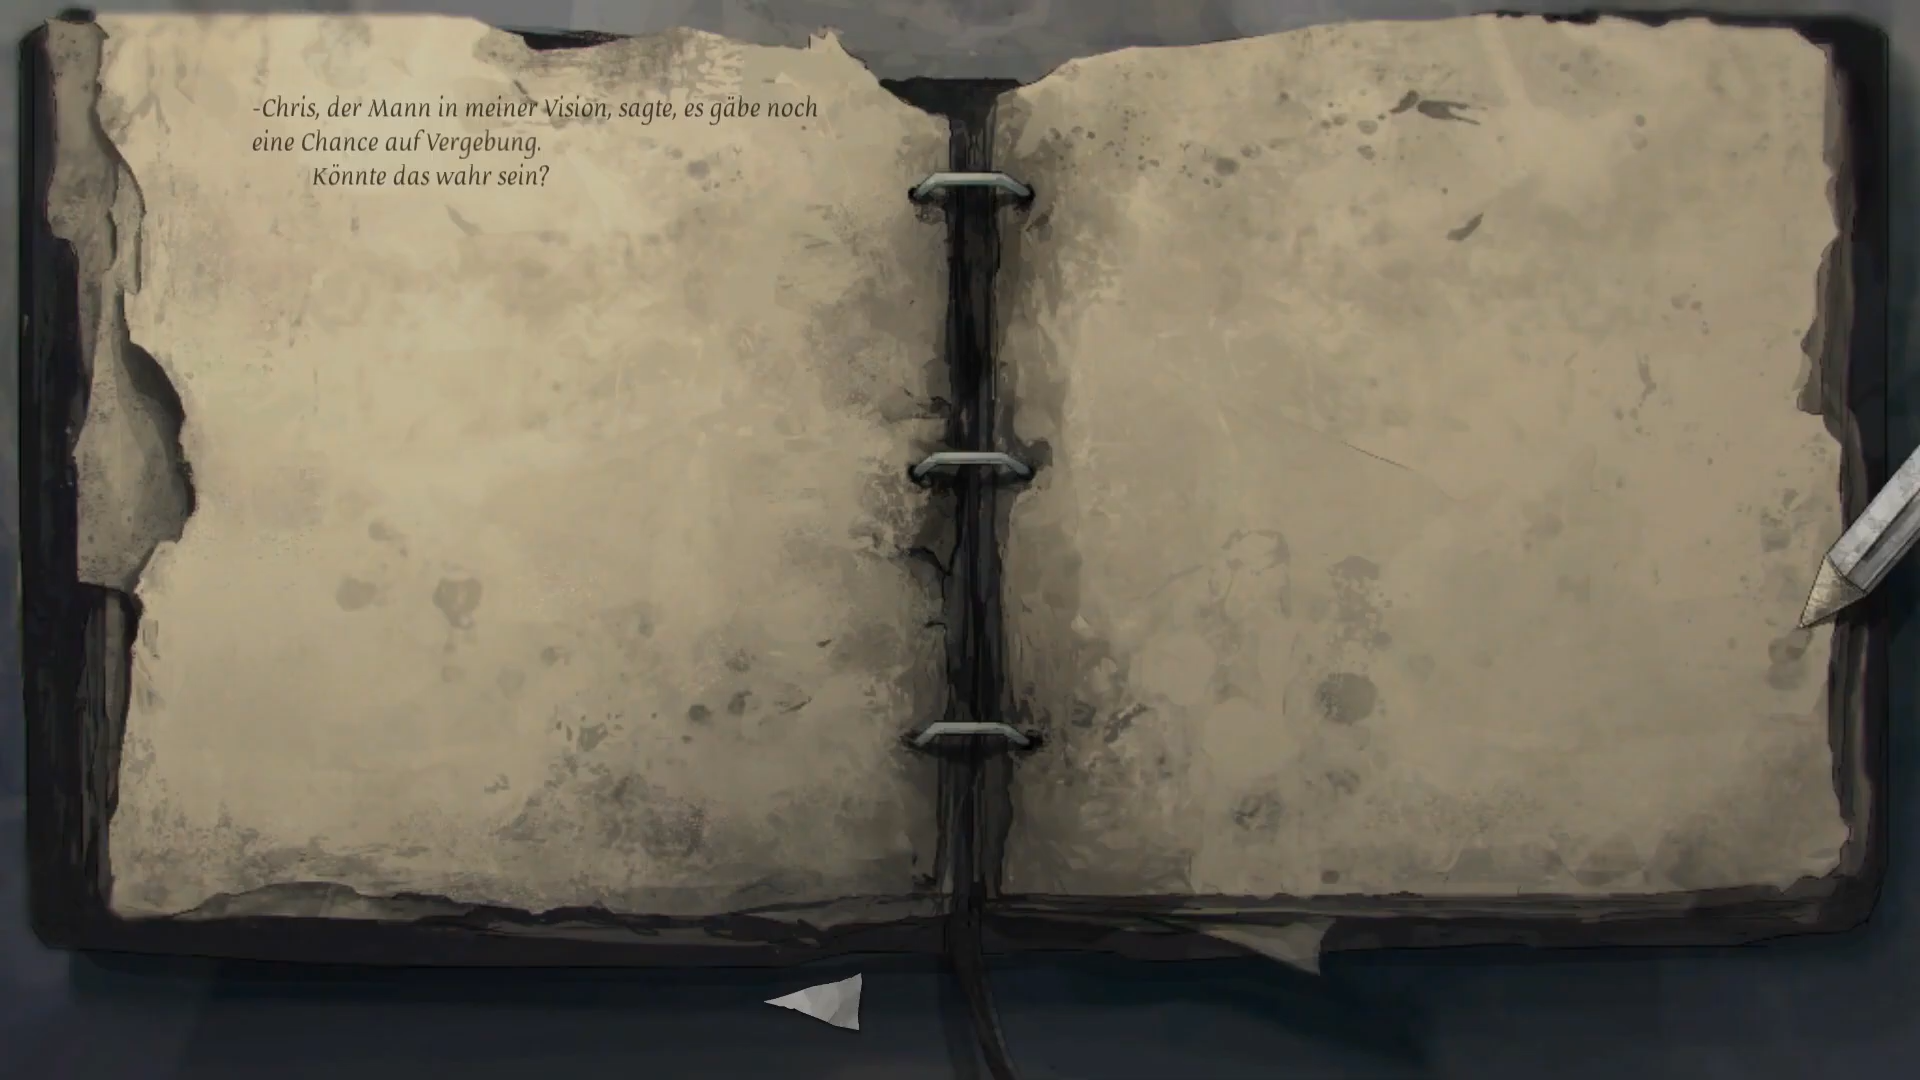 -Chris, der Mann in meiner Vision, sagte, es gäbe noch
eine Chance auf Vergebung.
Könnte das wahr sein?